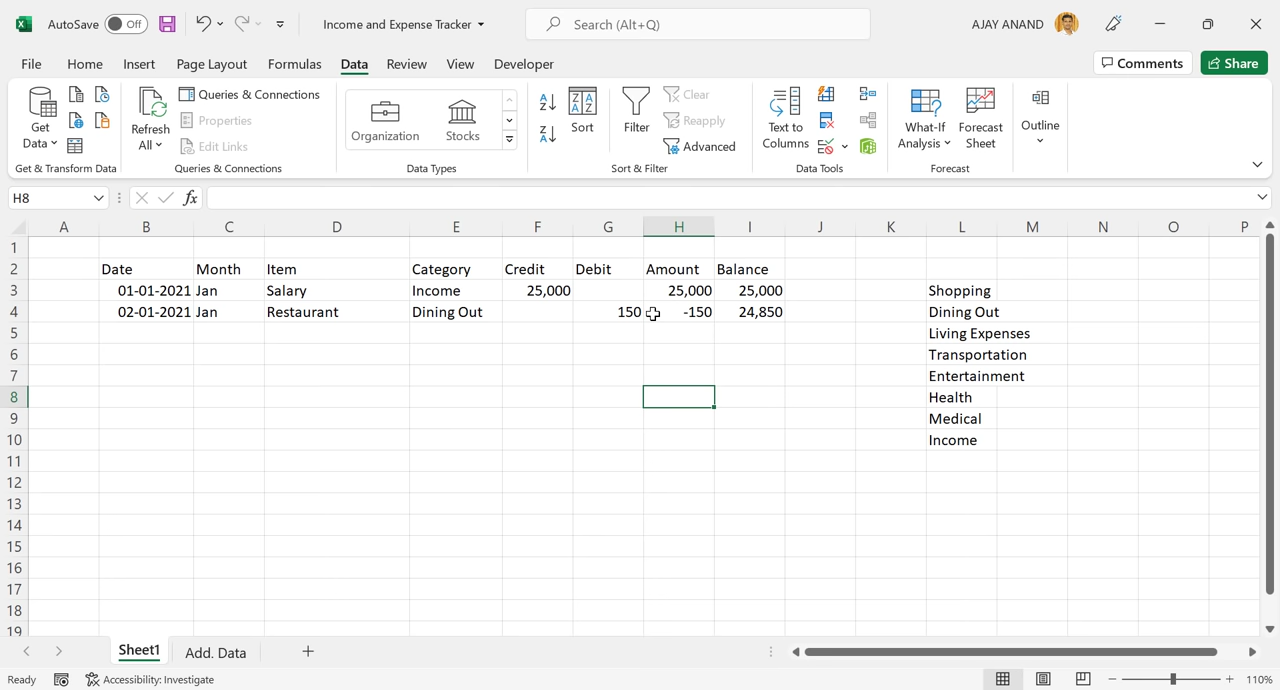 AutoSave Off Income and Expense Tracker Search (Alt+Q) AJAY ANAND
File Home Insert Page Layout Formulas Data Review View Developer Comments Share
Get Data
Refresh All
Queries & Connections
Properties
Edit Links
Organization Stocks
Sort
Filter
Clear
Reapply
Advanced
Text to Columns
What-If Analysis
Forecast Sheet
Outline
Get & Transform Data Queries & Connections Data Types Sort & Filter Data Tools Forecast
H8 fx
A B C D E F G H I J K L M N O P
1
2 Date Month Item Category Credit Debit Amount Balance
3 01-01-2021 Jan Salary Income 25,000 25,000 25,000 Shopping
4 02-01-2021 Jan Restaurant Dining Out 150 -150 24,850 Dining Out
5 Living Expenses
6 Transportation
7 Entertainment
8 Health
9 Medical
10 Income
11
12
13
14
15
16
17
18
19
Sheet1 Add. Data
Ready Accessibility: Investigate 110%